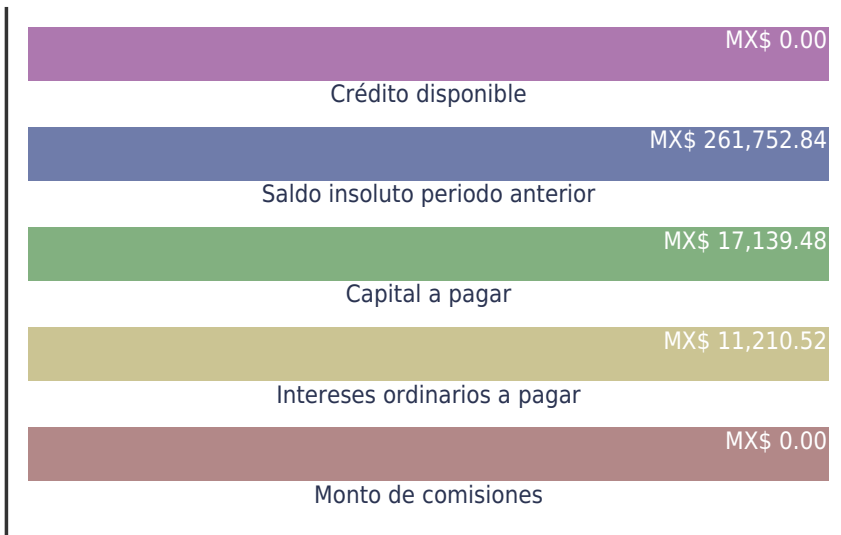 MX$ 0.00
Crédito disponible
MX$ 261,752.84
Saldo insoluto periodo anterior
MX$ 17,139.48
Capital a pagar
MX$ 11,210.52
Intereses ordinarios a pagar
MX$ 0.00
Monto de comisiones